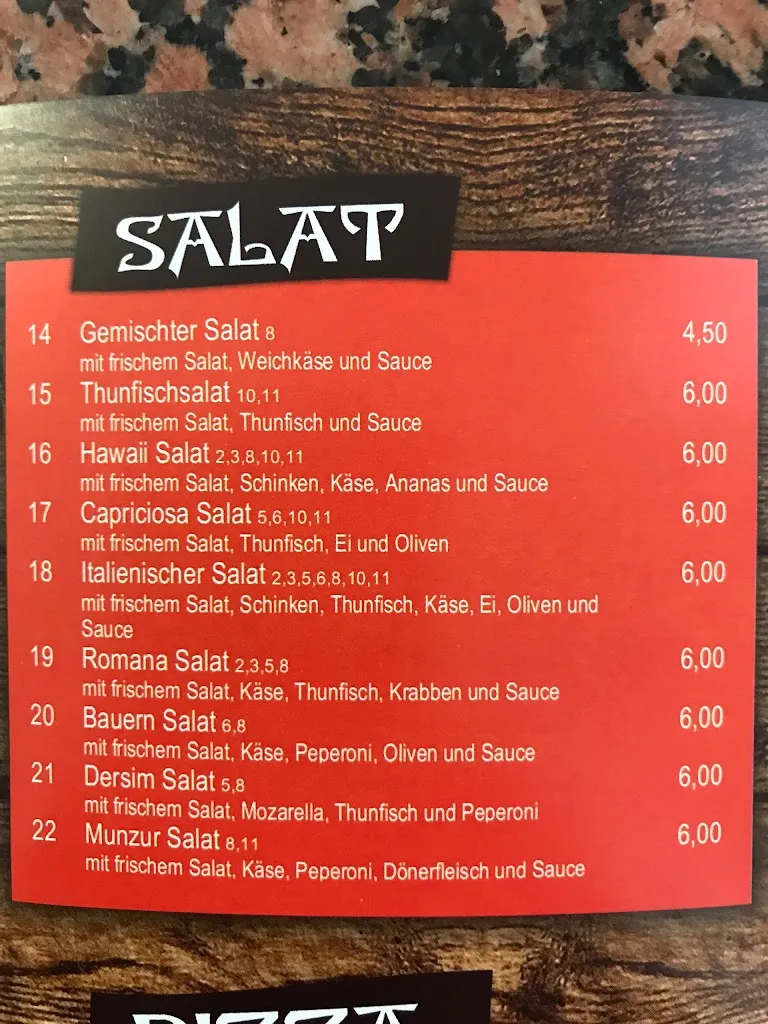 SALAT
14 Gemischter Salat 8 4,50
mit frischem Salat, Weichkäse und Sauce
15 Thunfischsalat 10,11 6,00
mit frischem Salat, Thunfisch und Sauce
16 Hawaii Salat 2,3,8,10,11 6,00
mit frischem Salat, Schinken, Käse, Ananas und Sauce
17 Capriciosa Salat 5,6,10,11 6,00
mit frischem Salat, Thunfisch, Ei und Oliven
18 Italienischer Salat 2,3,5,6,8,10,11 6,00
mit frischem Salat, Schinken, Thunfisch, Käse, Ei, Oliven und
Sauce
19 Romana Salat 2,3,5,8 6,00
mit frischem Salat, Käse, Thunfisch, Krabben und Sauce
20 Bauern Salat 6,8 6,00
mit frischem Salat, Käse, Peperoni, Oliven und Sauce
21 Dersim Salat 5,8 6,00
mit frischem Salat, Mozarella, Thunfisch und Peperoni
22 Munzur Salat 8,11 6,00
mit frischem Salat, Käse, Peperoni, Dönerfleisch und Sauce
PIZZA